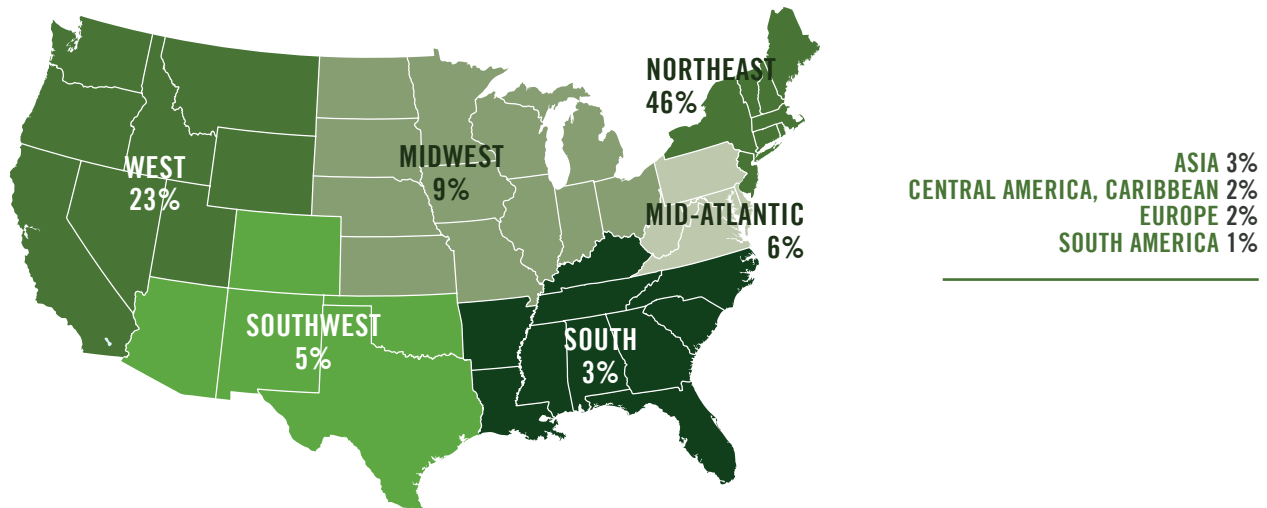 NORTHEAST
46%
WEST
23%
MIDWEST
9%
MID-ATLANTIC
6%
SOUTHWEST
5%
SOUTH
3%
ASIA 3%
CENTRAL AMERICA, CARIBBEAN 2%
EUROPE 2%
SOUTH AMERICA 1%